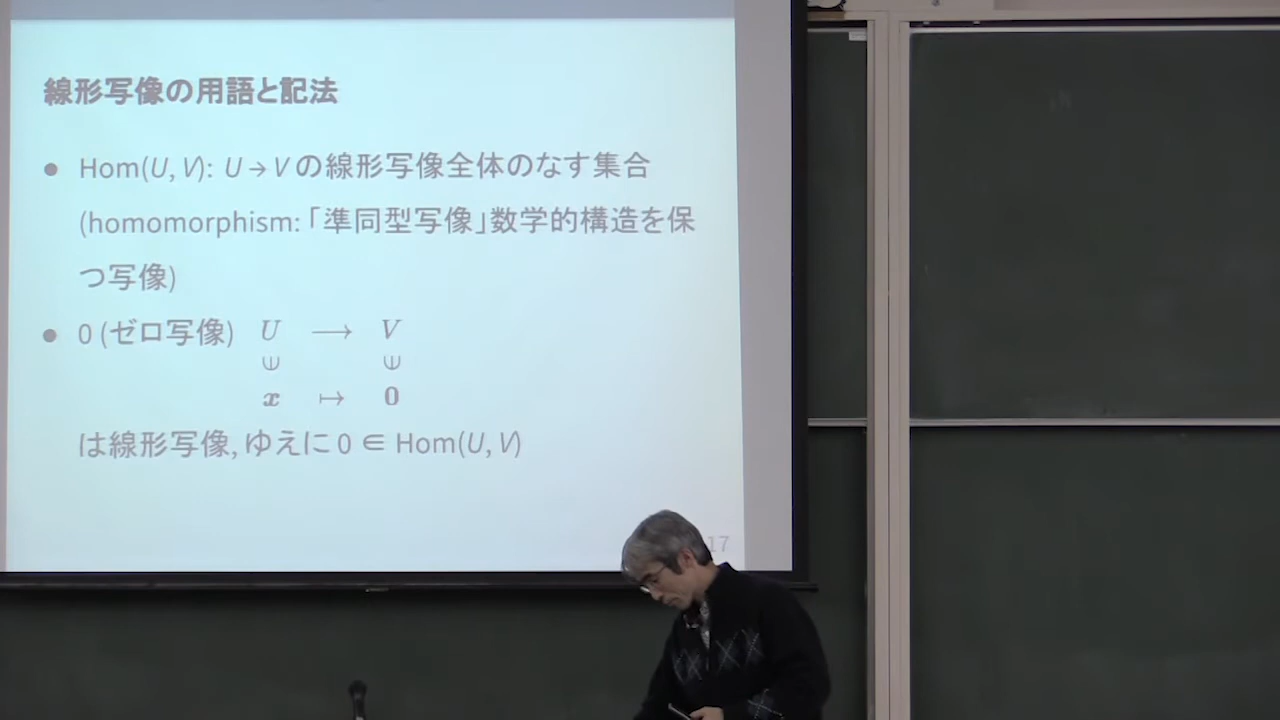 線形写像の用語と記法
● Hom(U, V): U → V の線形写像全体のなす集合
(homomorphism: 「準同型写像」数学的構造を保
つ写像)
● 0 (ゼロ写像) U ⟶ V
⋓ ⋓
x ↦ 0
は線形写像, ゆえに 0 ∈ Hom(U, V)
17